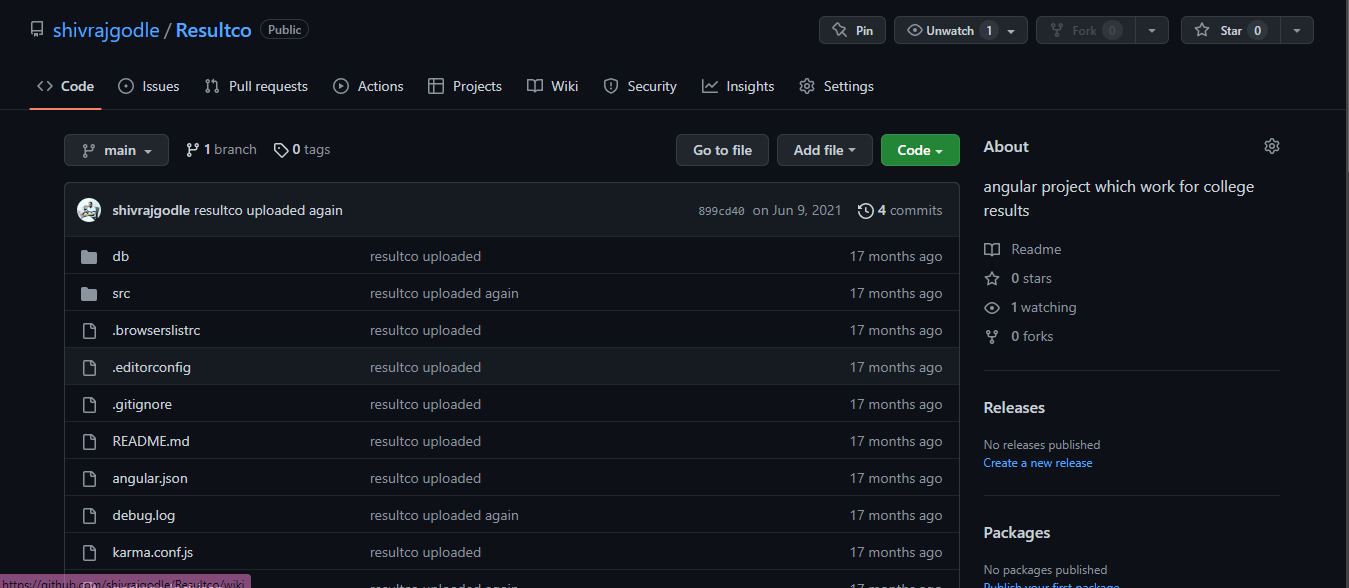 shivrajgodle / Resultco Public
Pin Unwatch 1 Fork 0 Star 0
Code Issues Pull requests Actions Projects Wiki Security Insights Settings
main 1 branch 0 tags Go to file Add file Code
shivrajgodle resultco uploaded again 899cd40 on Jun 9, 2021 4 commits
db resultco uploaded 17 months ago
src resultco uploaded again 17 months ago
.browserslistrc resultco uploaded 17 months ago
.editorconfig resultco uploaded 17 months ago
.gitignore resultco uploaded 17 months ago
README.md resultco uploaded 17 months ago
angular.json resultco uploaded 17 months ago
debug.log resultco uploaded again 17 months ago
karma.conf.js resultco uploaded 17 months ago
About
angular project which work for college
results
Readme
0 stars
1 watching
0 forks
Releases
No releases published
Create a new release
Packages
No packages published
Publish your first package
https://github.com/shivrajgodle/Resultco/wiki